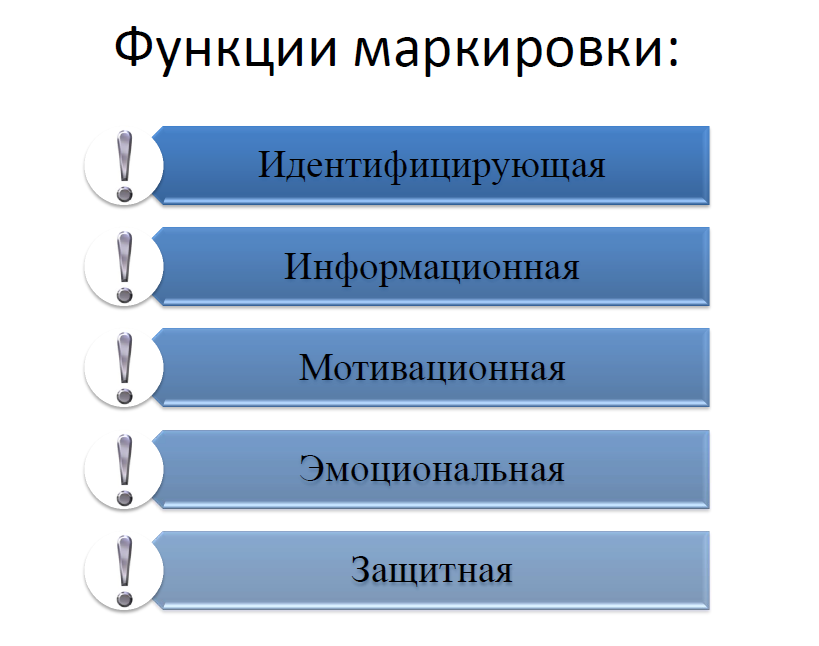 Функции маркировки:
Идентифицирующая
Информационная
Мотивационная
Эмоциональная
Защитная